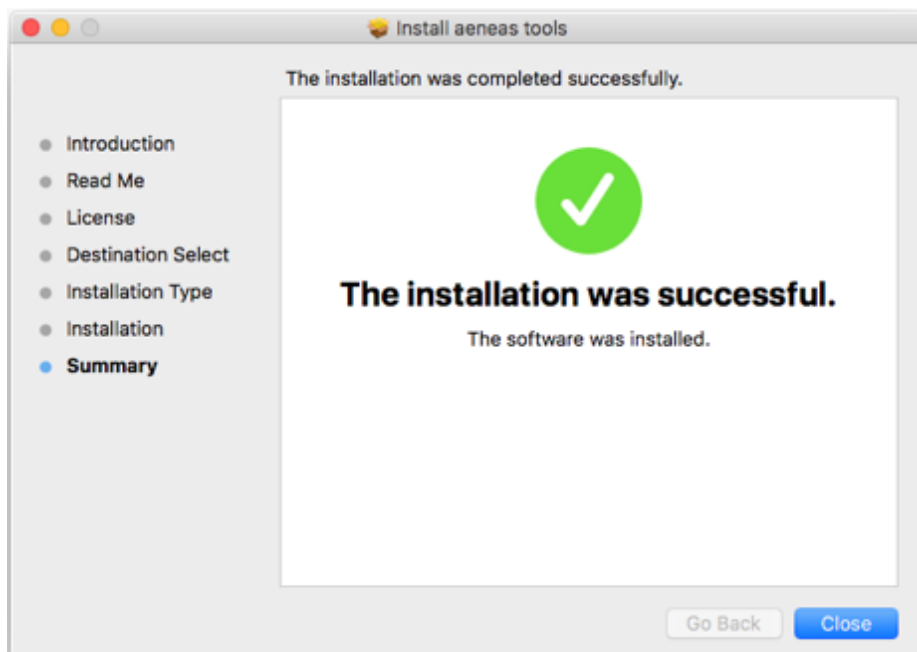 Install aeneas tools
The installation was completed successfully.
Introduction
Read Me
License
Destination Select
Installation Type
Installation
Summary
The installation was successful.
The software was installed.
Go Back
Close